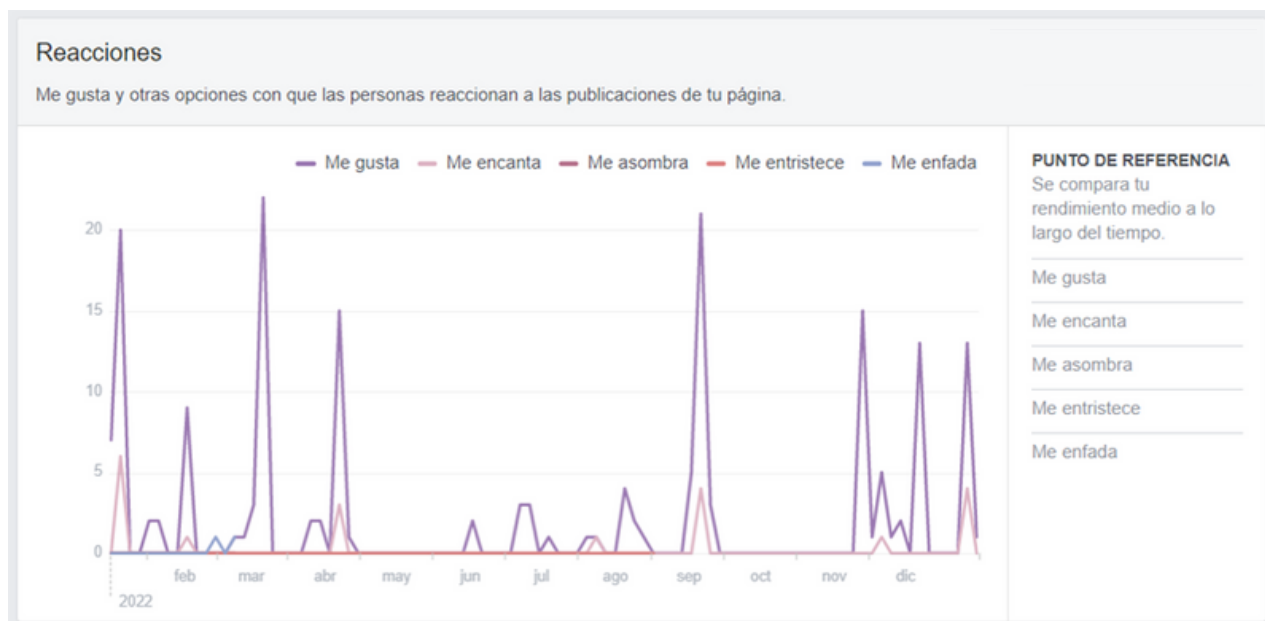 Reacciones
Me gusta y otras opciones con que las personas reaccionan a las publicaciones de tu página.
Me gusta Me encanta Me asombra Me entristece Me enfada
20
15
10
5
0
feb mar abr may jun jul ago sep oct nov dic
2022
PUNTO DE REFERENCIA
Se compara tu
rendimiento medio a lo
largo del tiempo.
Me gusta
Me encanta
Me asombra
Me entristece
Me enfada